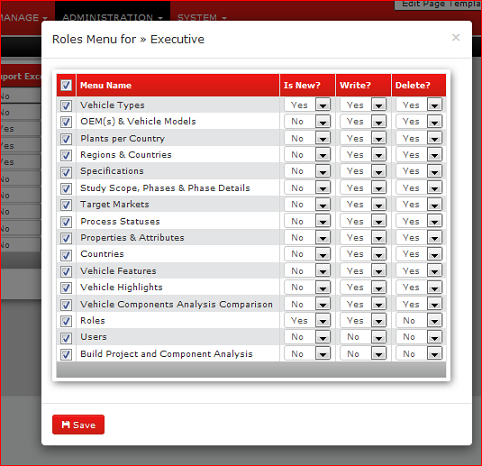 Edit Page Templa
MANAGE ADMINISTRATION SYSTEM
Roles Menu for » Executive ×
port Exc
Menu Name Is New? Write? Delete?
Vehicle Types Yes Yes Yes
No
OEM(s) & Vehicle Models No Yes Yes
No
Plants per Country No Yes Yes
Yes
Regions & Countries No Yes Yes
Yes
Specifications No Yes Yes
Yes
Study Scope, Phases & Phase Details No Yes Yes
No
Target Markets No Yes Yes
No
Process Statuses No Yes Yes
No
Properties & Attributes No Yes Yes
No
Countries No Yes Yes
No
Vehicle Features No Yes Yes
Vehicle Highlights No Yes Yes
Vehicle Components Analysis Comparison No Yes Yes
Roles Yes Yes No
Users No No No
Build Project and Component Analysis No No No
Save